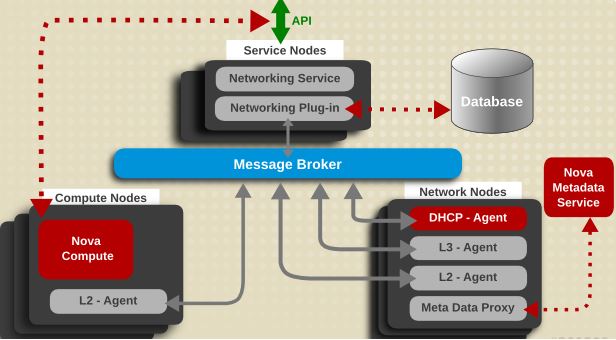 API
Service Nodes
Networking Service
Networking Plug-in
Database
Message Broker
Compute Nodes
Nova
Compute
L2 - Agent
Network Nodes
DHCP - Agent
L3 - Agent
L2 - Agent
Meta Data Proxy
Nova
Metadata
Service